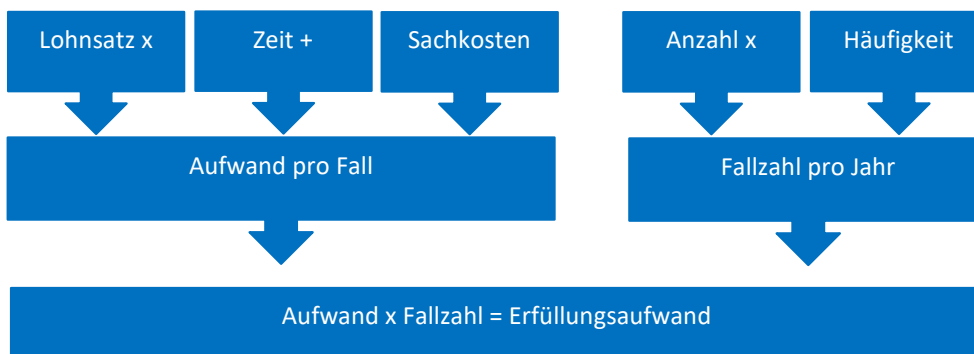 Lohnsatz x
Zeit +
Sachkosten
Anzahl x
Häufigkeit
Aufwand pro Fall
Fallzahl pro Jahr
Aufwand x Fallzahl = Erfüllungsaufwand